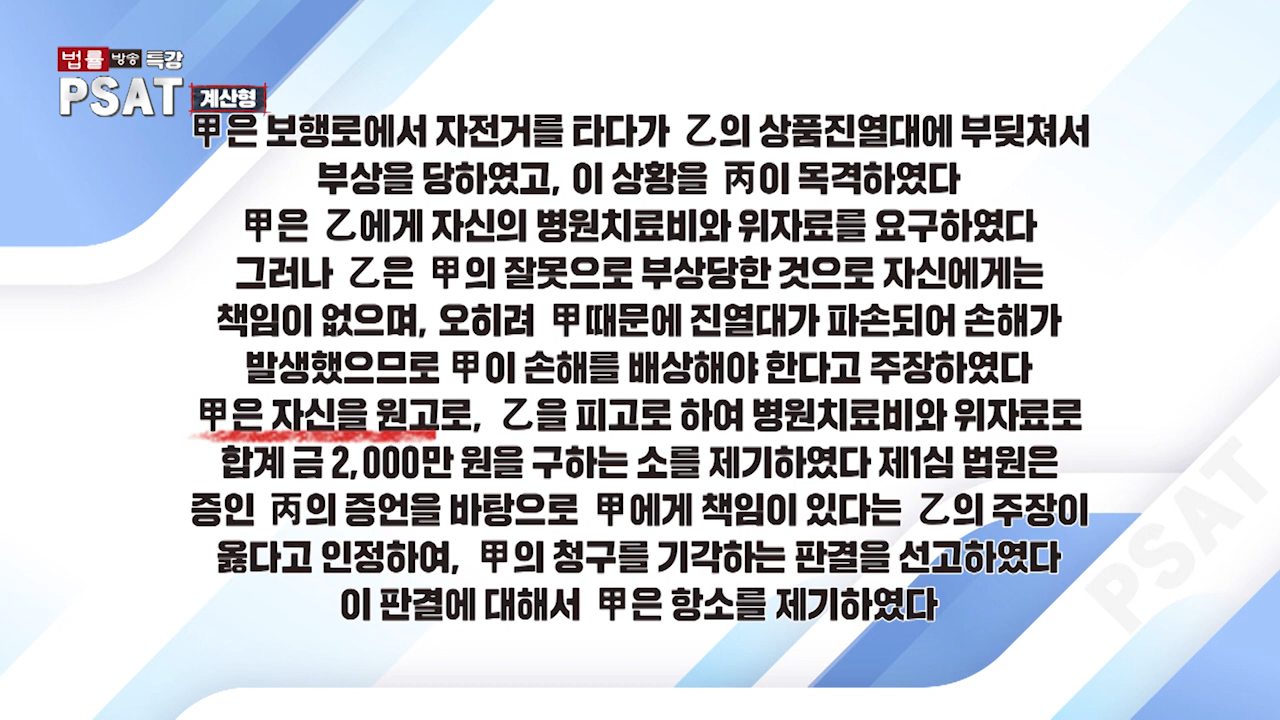 법률방송 특강
PSAT 계산형
甲은 보행로에서 자전거를 타다가 乙의 상품진열대에 부딪쳐서
부상을 당하였고, 이 상황을 丙이 목격하였다
甲은 乙에게 자신의 병원치료비와 위자료를 요구하였다
그러나 乙은 甲의 잘못으로 부상당한 것으로 자신에게는
책임이 없으며, 오히려 甲때문에 진열대가 파손되어 손해가
발생했으므로 甲이 손해를 배상해야 한다고 주장하였다
甲은 자신을 원고로, 乙을 피고로 하여 병원치료비와 위자료로
합계 금 2,000만 원을 구하는 소를 제기하였다 제1심 법원은
증인 丙의 증언을 바탕으로 甲에게 책임이 있다는 乙의 주장이
옳다고 인정하여, 甲의 청구를 기각하는 판결을 선고하였다
이 판결에 대해서 甲은 항소를 제기하였다
PSAT